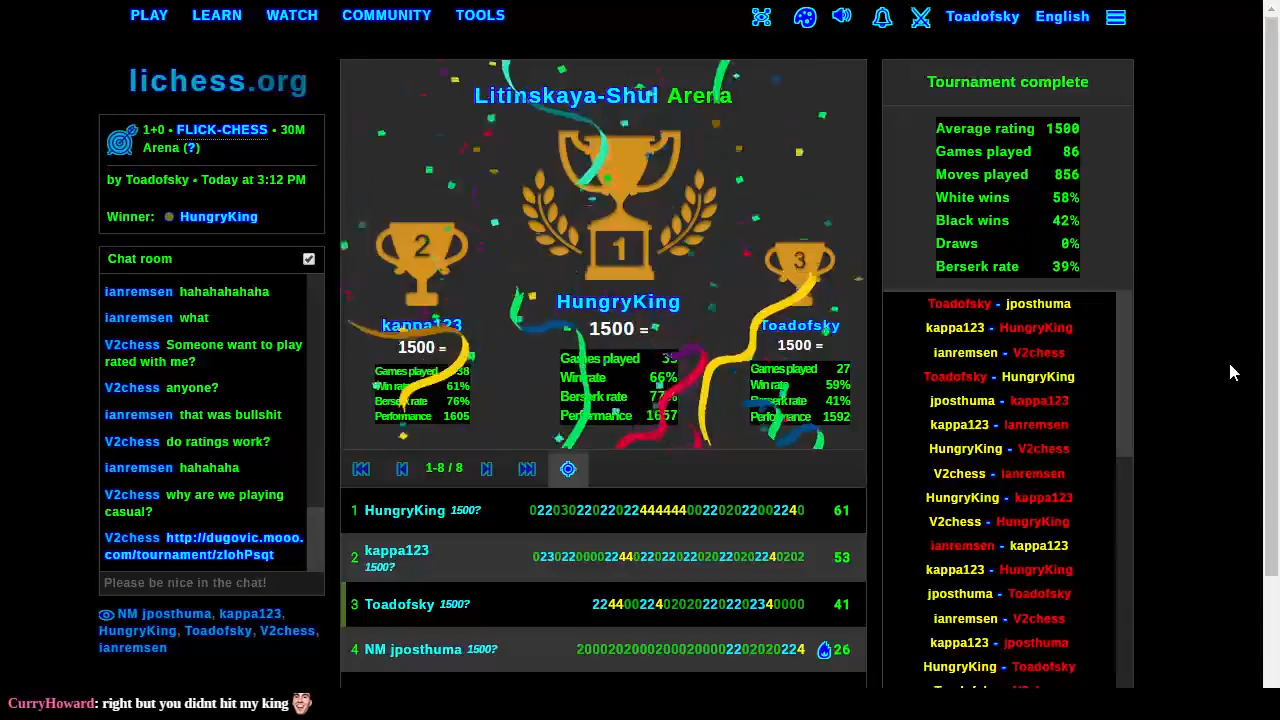 PLAY LEARN WATCH COMMUNITY TOOLS
Toadofsky English
lichess.org
1+0 • FLICK-CHESS • 30M
Arena (?)
by Toadofsky • Today at 3:12 PM
Winner: HungryKing
Chat room
ianremsen hahahahahaha
ianremsen what
V2chess Someone want to play
rated with me?
V2chess anyone?
ianremsen that was bullshit
V2chess do ratings work?
ianremsen hahaha
V2chess why are we playing
casual?
V2chess http://dugovic.mooo.
com/tournament/zIohPsqt
Please be nice in the chat!
NM jposthuma, kappa123,
HungryKing, Toadofsky, V2chess,
ianremsen
Litinskaya-Shul Arena
2
1
3
HungryKing
1500 =
Games played
Win rate 66%
Berserk rate
Performance 1657
kappa123
1500 =
Games played 38
Win rate 61%
Berserk rate 76%
Performance 1605
Toadofsky
1500 =
Games played 27
Win rate 59%
Berserk rate 41%
Performance 1592
1-8 / 8
1 HungryKing 1500? 02203022022022444444002202022002240 61
2 kappa123
1500? 02302200002244022022022020220202240202 53
3 Toadofsky 1500? 224400224020202202202340000 41
4 NM jposthuma 1500? 20002020002000200002202020224 26
Tournament complete
Average rating 1500
Games played 86
Moves played 856
White wins 58%
Black wins 42%
Draws 0%
Berserk rate 39%
Toadofsky - jposthuma
kappa123 - HungryKing
ianremsen - V2chess
Toadofsky - HungryKing
jposthuma - kappa123
kappa123 - ianremsen
HungryKing - V2chess
V2chess - ianremsen
HungryKing - kappa123
V2chess - HungryKing
ianremsen - kappa123
kappa123 - HungryKing
jposthuma - Toadofsky
ianremsen - V2chess
kappa123 - jposthuma
HungryKing - Toadofsky
CurryHoward: right but you didnt hit my king